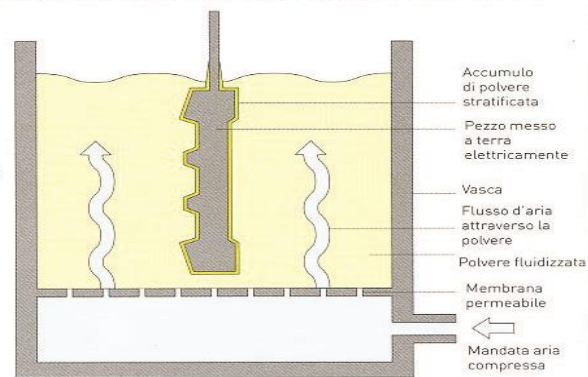 Accumulo
di polvere
stratificata
Pezzo messo
a terra
elettricamente
Vasca
Flusso d'aria
attraverso la
polvere
Polvere fluidizzata
Membrana
permeabile
Mandata aria
compressa